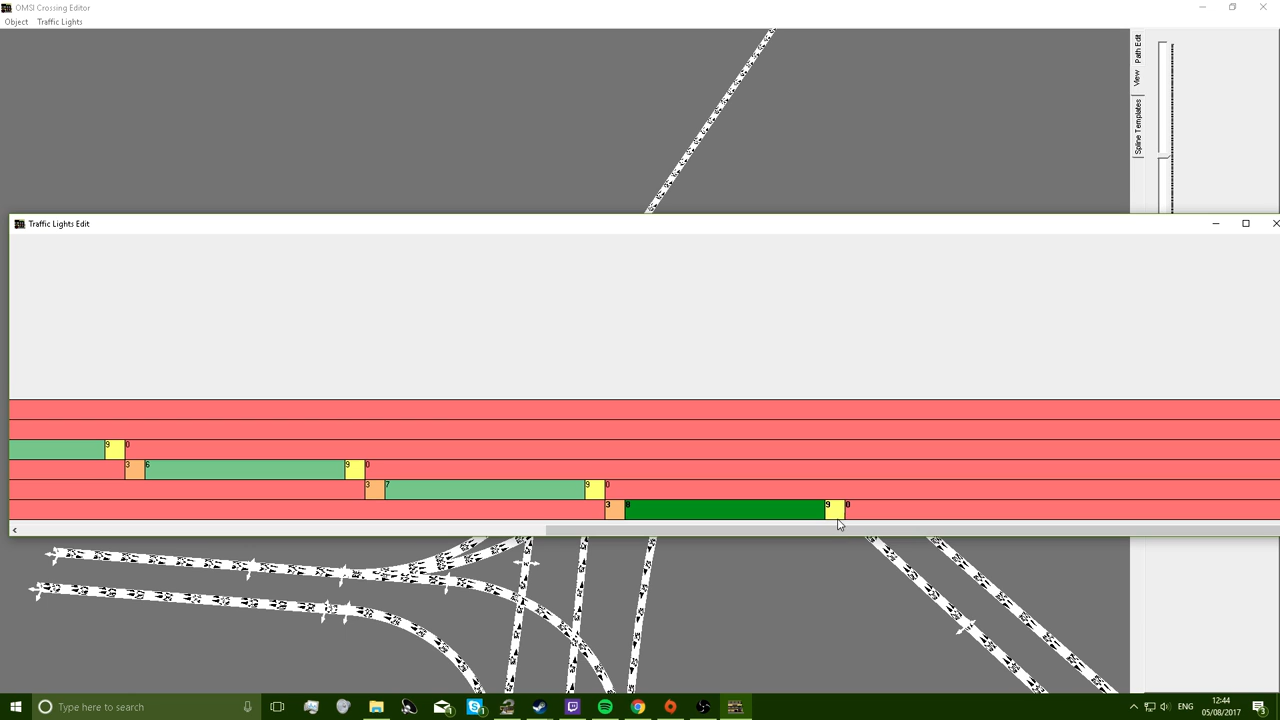 OMSI Crossing Editor
Object Traffic Lights
Path Edit
View
Spline Templates
Traffic Lights Edit
9 0
3 6 9 0
3 7 9 0
3 8 9 0
Type here to search
ENG
12:44
05/08/2017